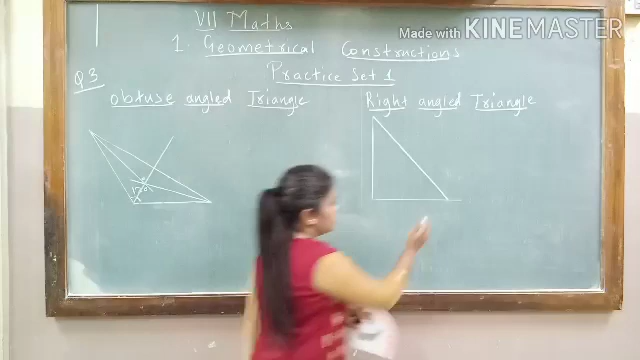 Made with KINEMASTER
VII Maths
1. Geometrical Constructions
Q3
Practice Set 1
obtuse angled Triangle
Right angled Triangle